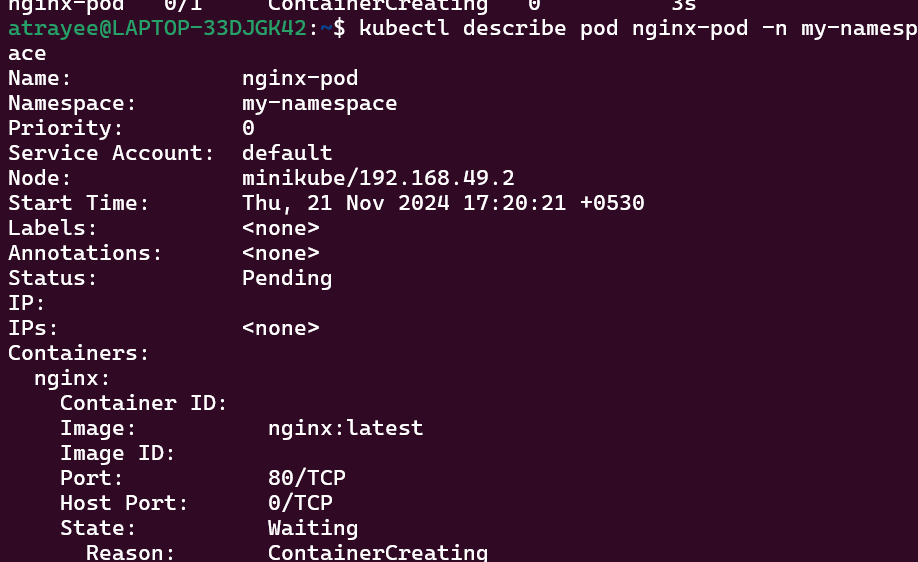 nginx-pod   0/1     ContainerCreating   0          3s
atrayee@LAPTOP-33DJGK42:~$ kubectl describe pod nginx-pod -n my-namesp
ace
Name:             nginx-pod
Namespace:        my-namespace
Priority:         0
Service Account:  default
Node:             minikube/192.168.49.2
Start Time:       Thu, 21 Nov 2024 17:20:21 +0530
Labels:           <none>
Annotations:      <none>
Status:           Pending
IP:
IPs:              <none>
Containers:
  nginx:
    Container ID:
    Image:          nginx:latest
    Image ID:
    Port:           80/TCP
    Host Port:      0/TCP
    State:          Waiting
      Reason:       ContainerCreating